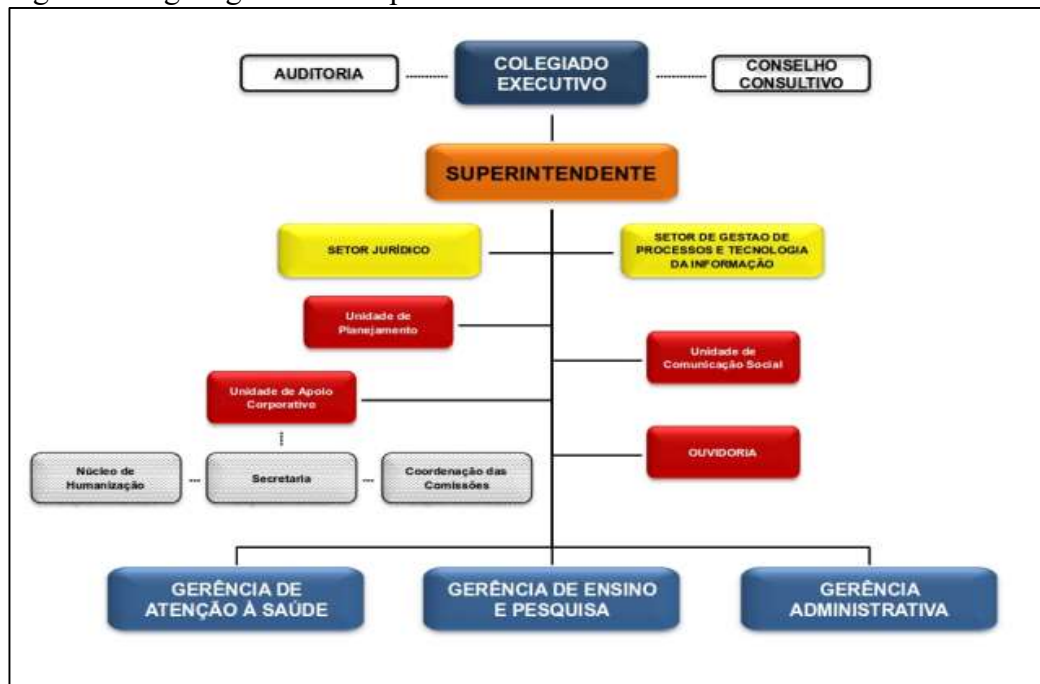 AUDITORIA
COLEGIADO
EXECUTIVO
CONSELHO
CONSULTIVO
SUPERINTENDENTE
SETOR JURÍDICO
SETOR DE GESTAO DE
PROCESSOS E TECNOLOGIA
DA INFORMAÇÃO
Unidade de
Planejamento
Unidade de
Comunicação Social
Unidade de Apoio
Corporativo
OUVIDORIA
Núcleo de
Humanização
Secretaria
Coordenação das
Comissões
GERÊNCIA DE
ATENÇÃO À SAÚDE
GERÊNCIA DE ENSINO
E PESQUISA
GERÊNCIA
ADMINISTRATIVA